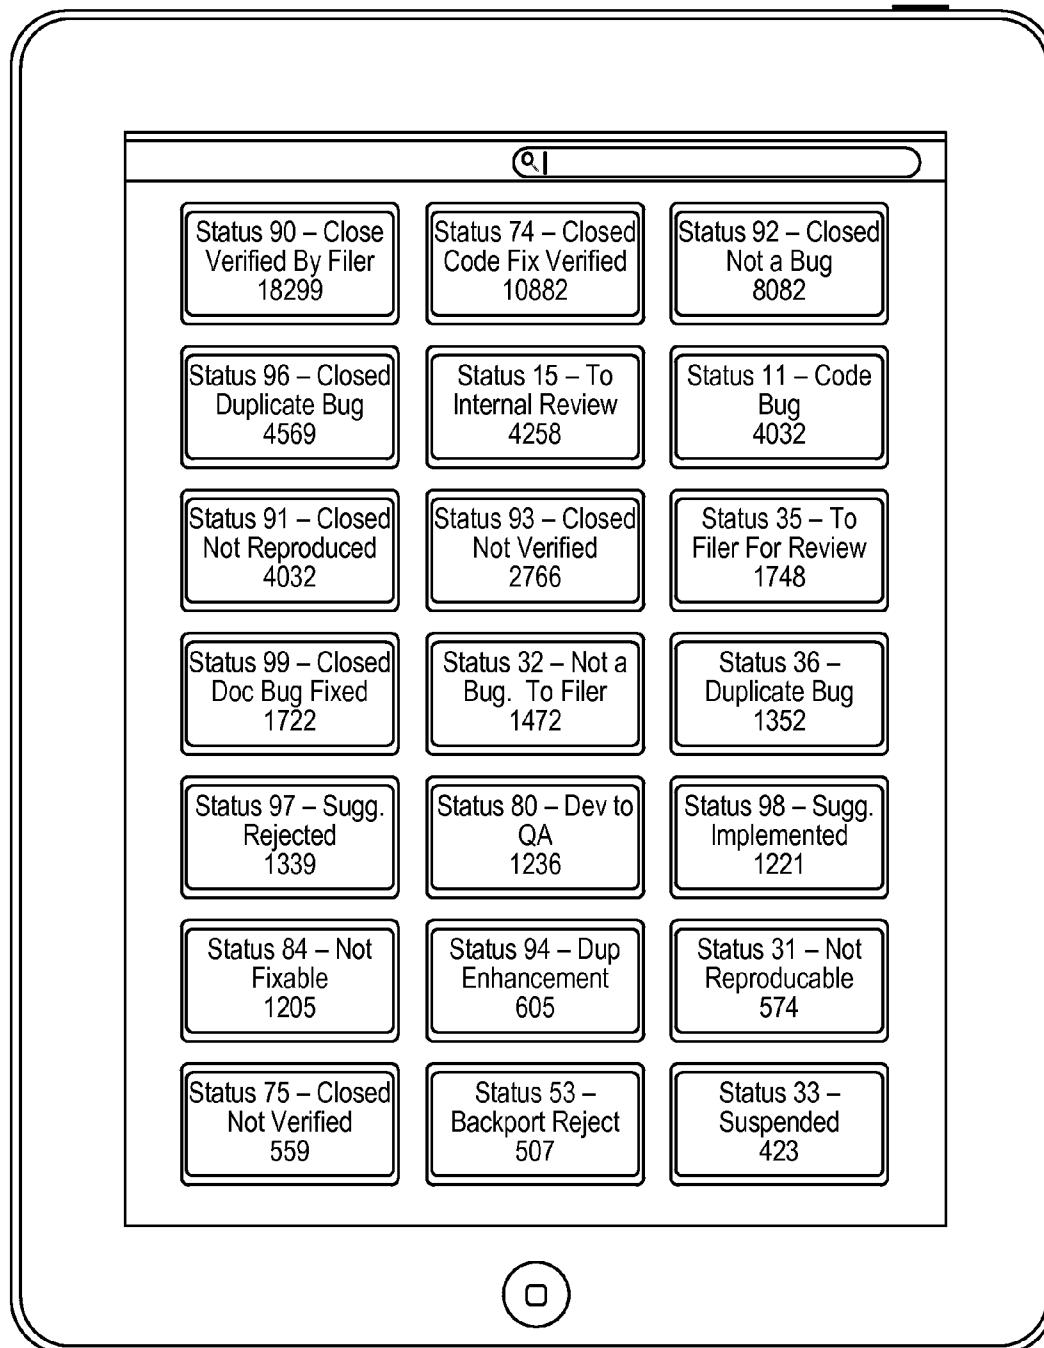 Status 90 – Close
Verified By Filer
18299
Status 74 – Closed
Code Fix Verified
10882
Status 92 – Closed
Not a Bug
8082
Status 96 – Closed
Duplicate Bug
4569
Status 15 – To
Internal Review
4258
Status 11 – Code
Bug
4032
Status 91 – Closed
Not Reproduced
4032
Status 93 – Closed
Not Verified
2766
Status 35 – To
Filer For Review
1748
Status 99 – Closed
Doc Bug Fixed
1722
Status 32 – Not a
Bug.  To Filer
1472
Status 36 –
Duplicate Bug
1352
Status 97 – Sugg.
Rejected
1339
Status 80 – Dev to
QA
1236
Status 98 – Sugg.
Implemented
1221
Status 84 – Not
Fixable
1205
Status 94 – Dup
Enhancement
605
Status 31 – Not
Reproducable
574
Status 75 – Closed
Not Verified
559
Status 53 –
Backport Reject
507
Status 33 –
Suspended
423